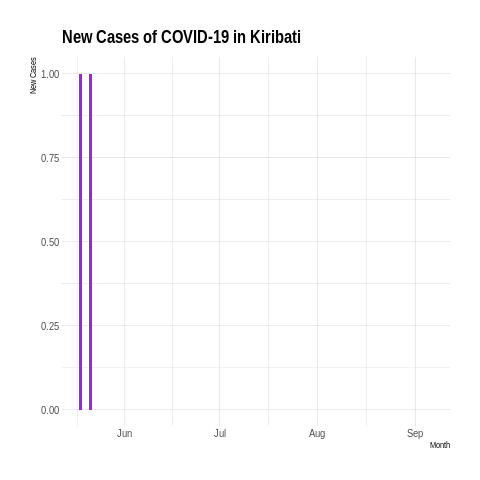 New Cases of COVID-19 in Kiribati
New Cases
1.00
0.75
0.50
0.25
0.00
Jun Jul Aug Sep
Month